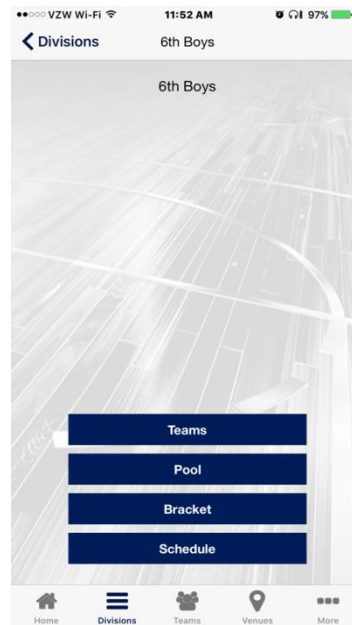 VZW Wi-Fi 11:52 AM 97%
Divisions 6th Boys
6th Boys
Teams
Pool
Bracket
Schedule
Home Divisions Teams Venues More